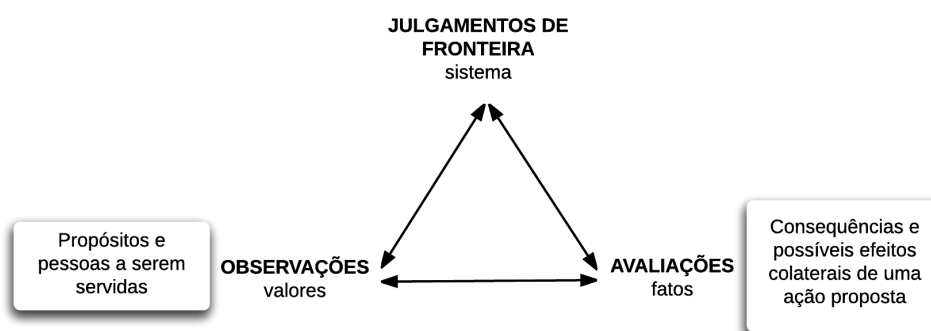 JULGAMENTOS DE
FRONTEIRA
sistema
Propósitos e
pessoas a serem
servidas
OBSERVAÇÕES
valores
AVALIAÇÕES
fatos
Consequências e
possíveis efeitos
colaterais de uma
ação proposta